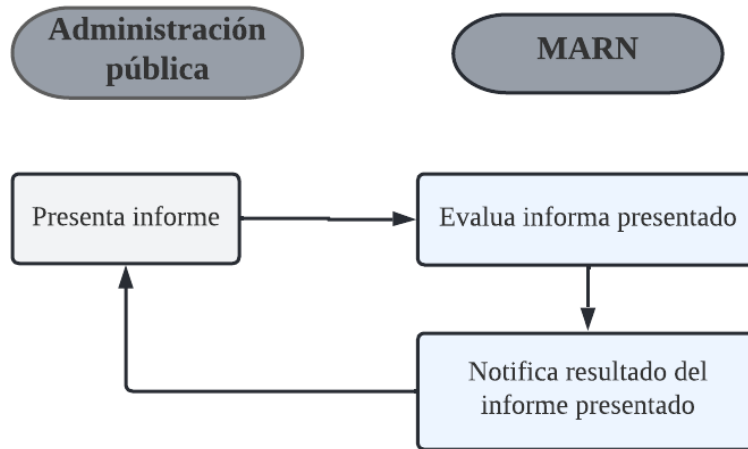 Administración
pública
MARN
Presenta informe
Evalua informa presentado
Notifica resultado del
informe presentado